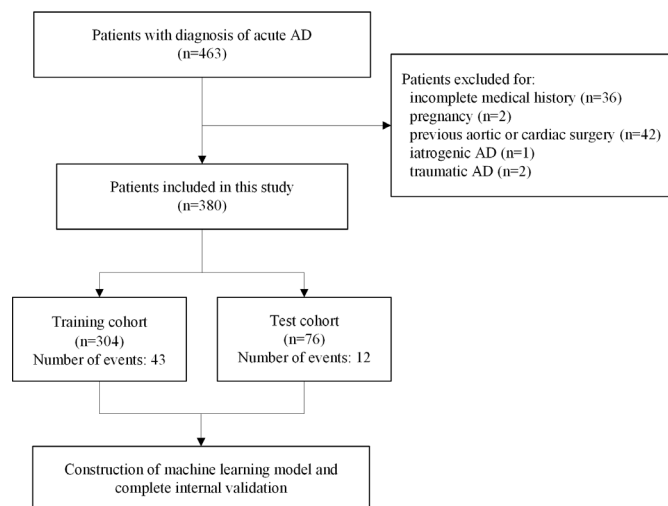 Patients with diagnosis of acute AD
(n=463)
Patients excluded for:
incomplete medical history (n=36)
pregnancy (n=2)
previous aortic or cardiac surgery (n=42)
iatrogenic AD (n=1)
traumatic AD (n=2)
Patients included in this study
(n=380)
Training cohort
(n=304)
Number of events: 43
Test cohort
(n=76)
Number of events: 12
Construction of machine learning model and
complete internal validation